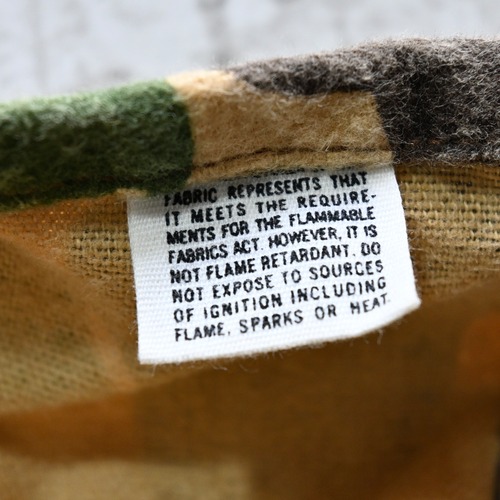 FABRIC REPRESENTS THAT
IT MEETS THE REQUIRE-
MENTS FOR THE FLAMMABLE
FABRICS ACT. HOWEVER, IT IS
NOT FLAME RETARDANT. DO
NOT EXPOSE TO SOURCES
OF IGNITION INCLUDING
FLAME, SPARKS OR HEAT.